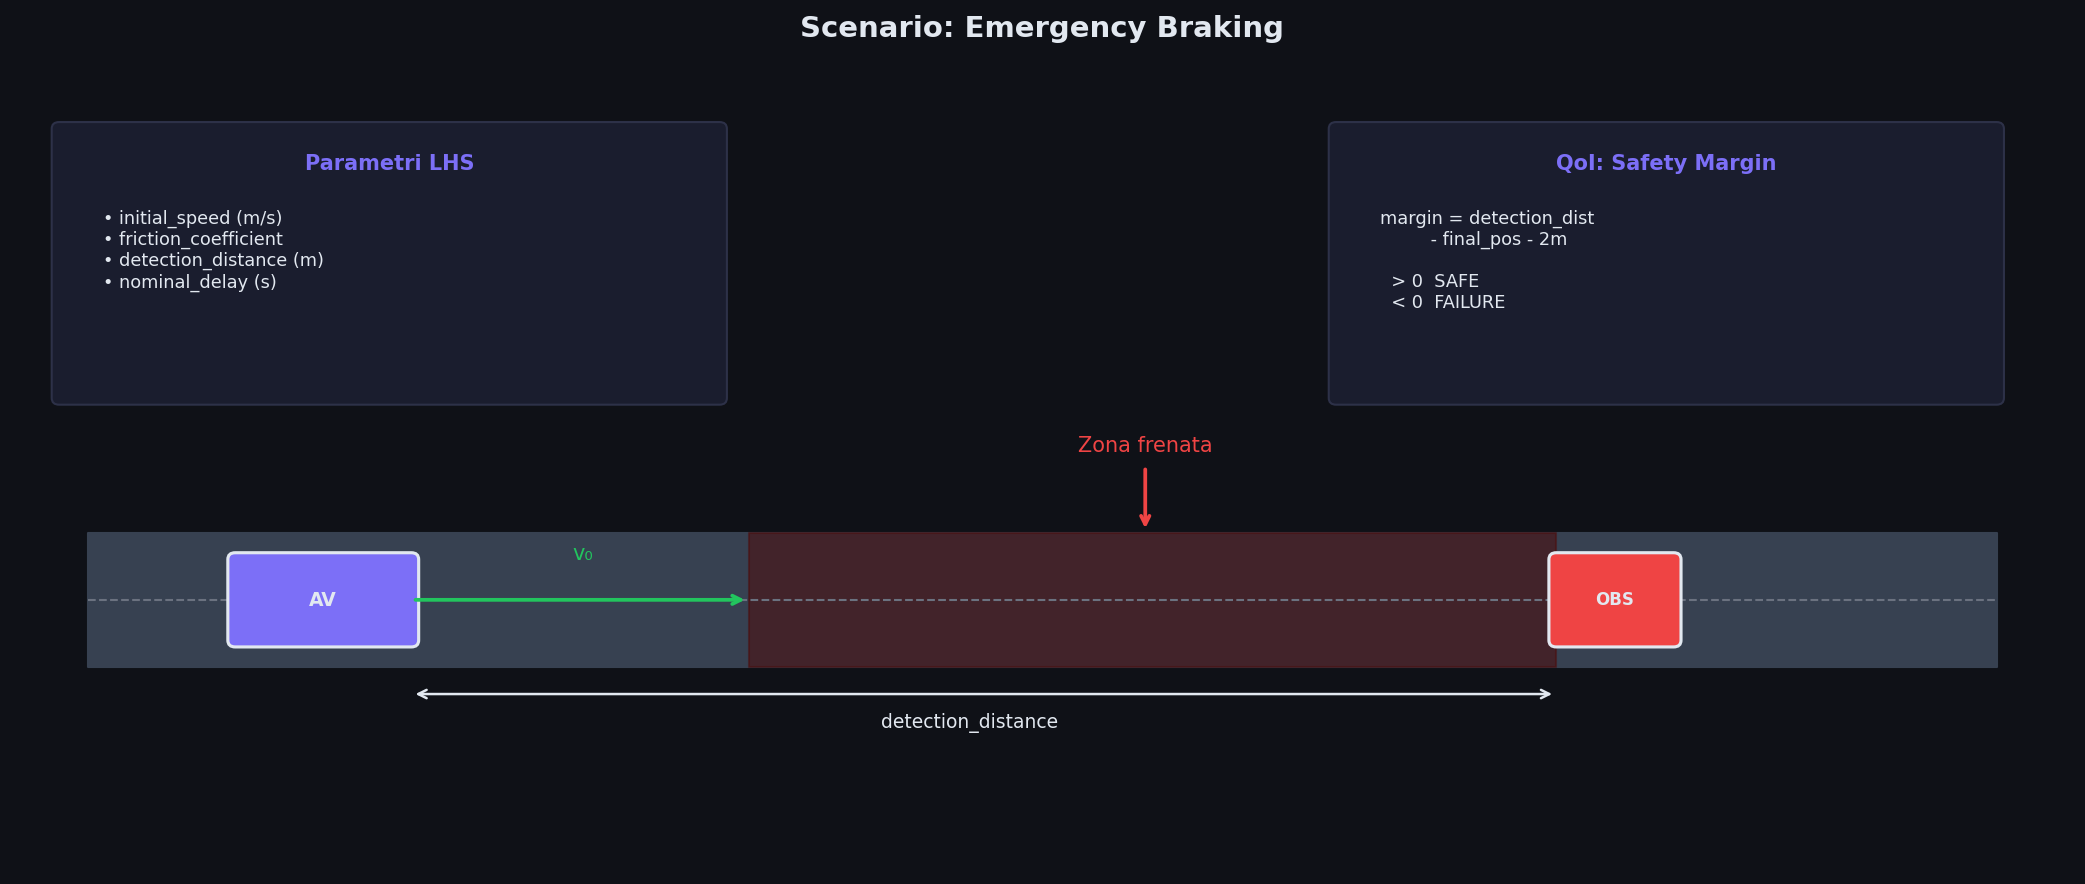 Scenario: Emergency Braking
Parametri LHS
• initial_speed (m/s)
• friction_coefficient
• detection_distance (m)
• nominal_delay (s)
QoI: Safety Margin
margin = detection_dist
- final_pos - 2m
> 0  SAFE
< 0  FAILURE
Zona frenata
v₀
AV
OBS
detection_distance